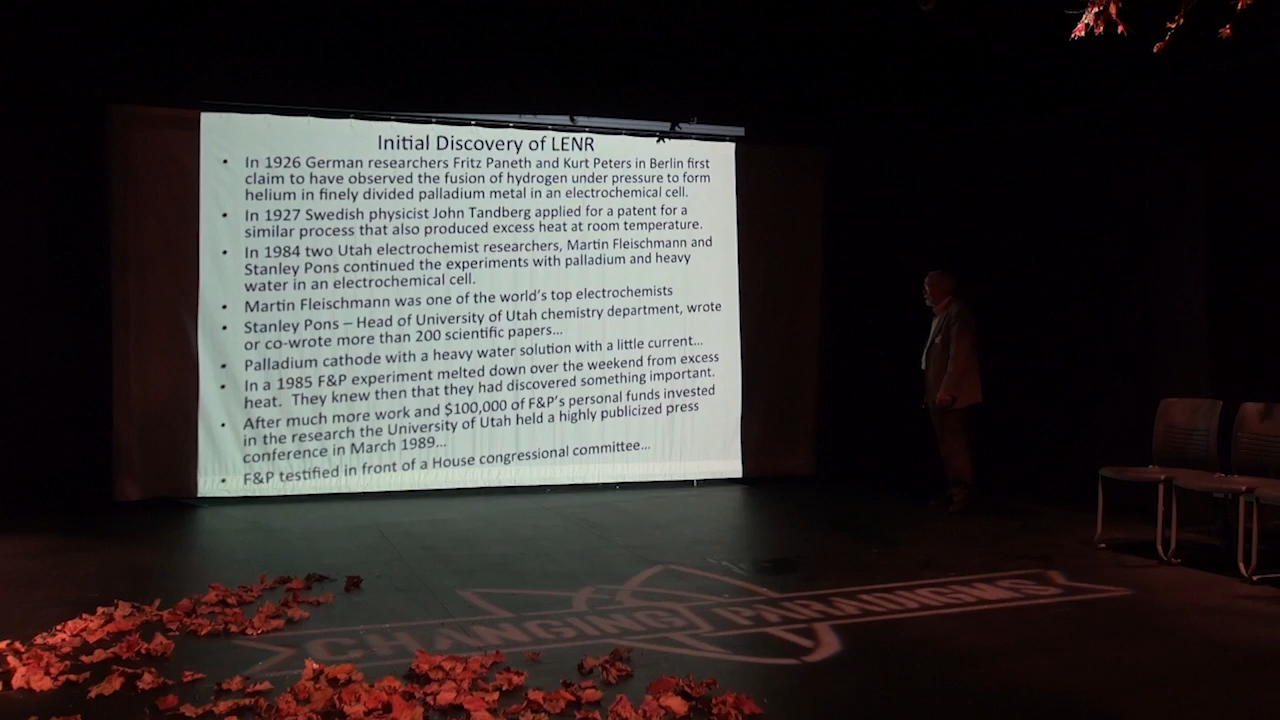 Initial Discovery of LENR
• In 1926 German researchers Fritz Paneth and Kurt Peters in Berlin first
claim to have observed the fusion of hydrogen under pressure to form
helium in finely divided palladium metal in an electrochemical cell.
• In 1927 Swedish physicist John Tandberg applied for a patent for a
similar process that also produced excess heat at room temperature.
• In 1984 two Utah electrochemist researchers, Martin Fleischmann and
Stanley Pons continued the experiments with palladium and heavy
water in an electrochemical cell.
• Martin Fleischmann was one of the world's top electrochemists
• Stanley Pons – Head of University of Utah chemistry department, wrote
or co-wrote more than 200 scientific papers...
• Palladium cathode with a heavy water solution with a little current...
• In a 1985 F&P experiment melted down over the weekend from excess
heat. They knew then that they had discovered something important.
• After much more work and $100,000 of F&P's personal funds invested
in the research the University of Utah held a highly publicized press
conference in March 1989...
• F&P testified in front of a House congressional committee...
CHANGING PARADIGMS